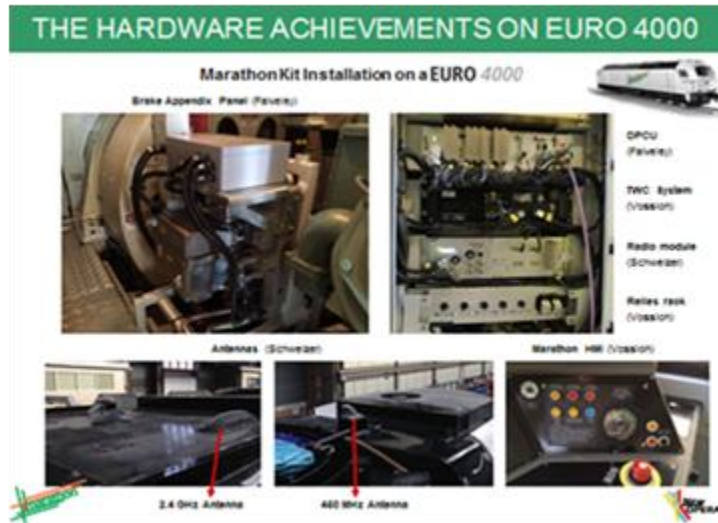 THE HARDWARE ACHIEVEMENTS ON EURO 4000
Marathon Kit Installation on a EURO 4000
Brake Appendix Panel (Faiveley)
DPCU
(Faiveley)
TWC System
(Vossloh)
Radio module
(Schweizer)
Relies rack
(Vossloh)
Antennas (Schweizer)
Marathon HMI (Vossloh)
2.4 GHz Antenna
460 MHz Antenna